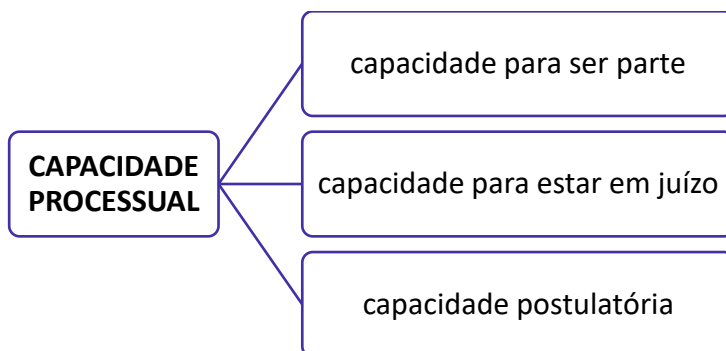 CAPACIDADE
PROCESSUAL
capacidade para ser parte
capacidade para estar em juízo
capacidade postulatória